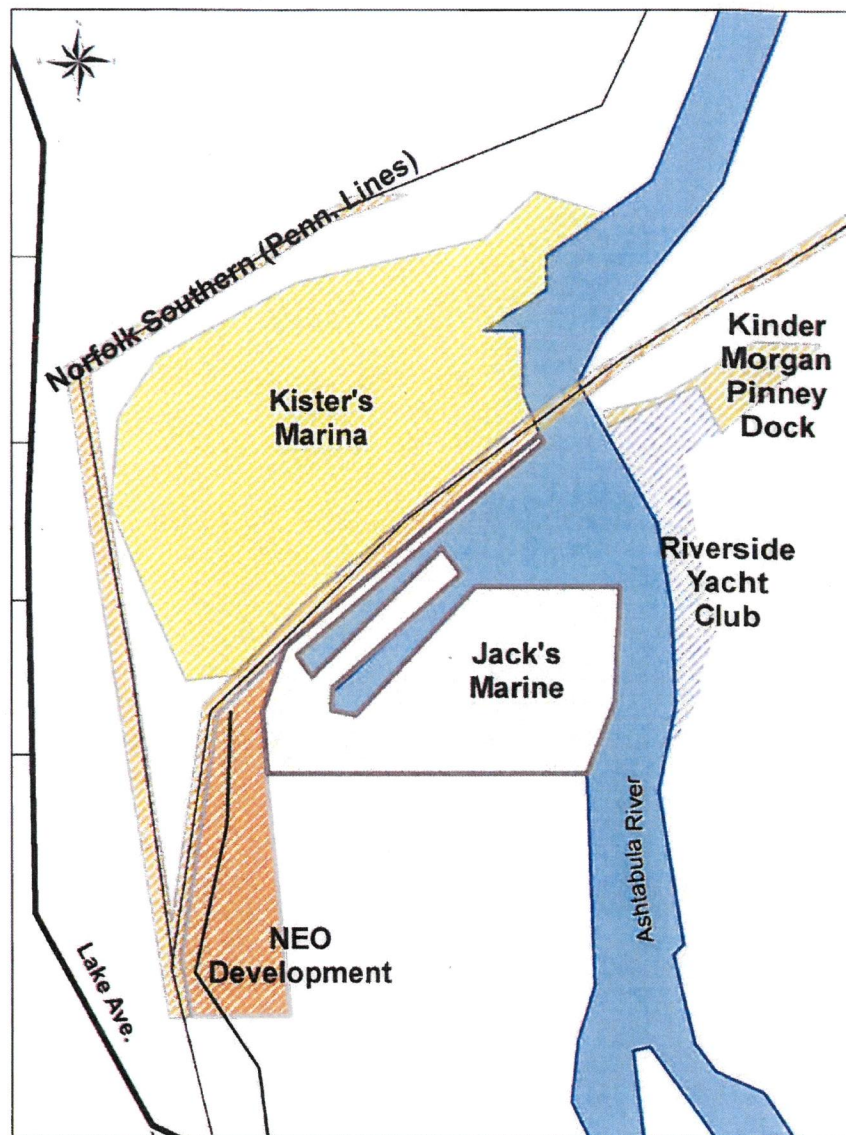 Norfolk Southern (Penn. Lines)
Kinder
Morgan
Pinney
Dock
Kister's
Marina
Riverside
Yacht
Club
Jack's
Marine
Ashtabula River
NEO
Development
Lake Ave.